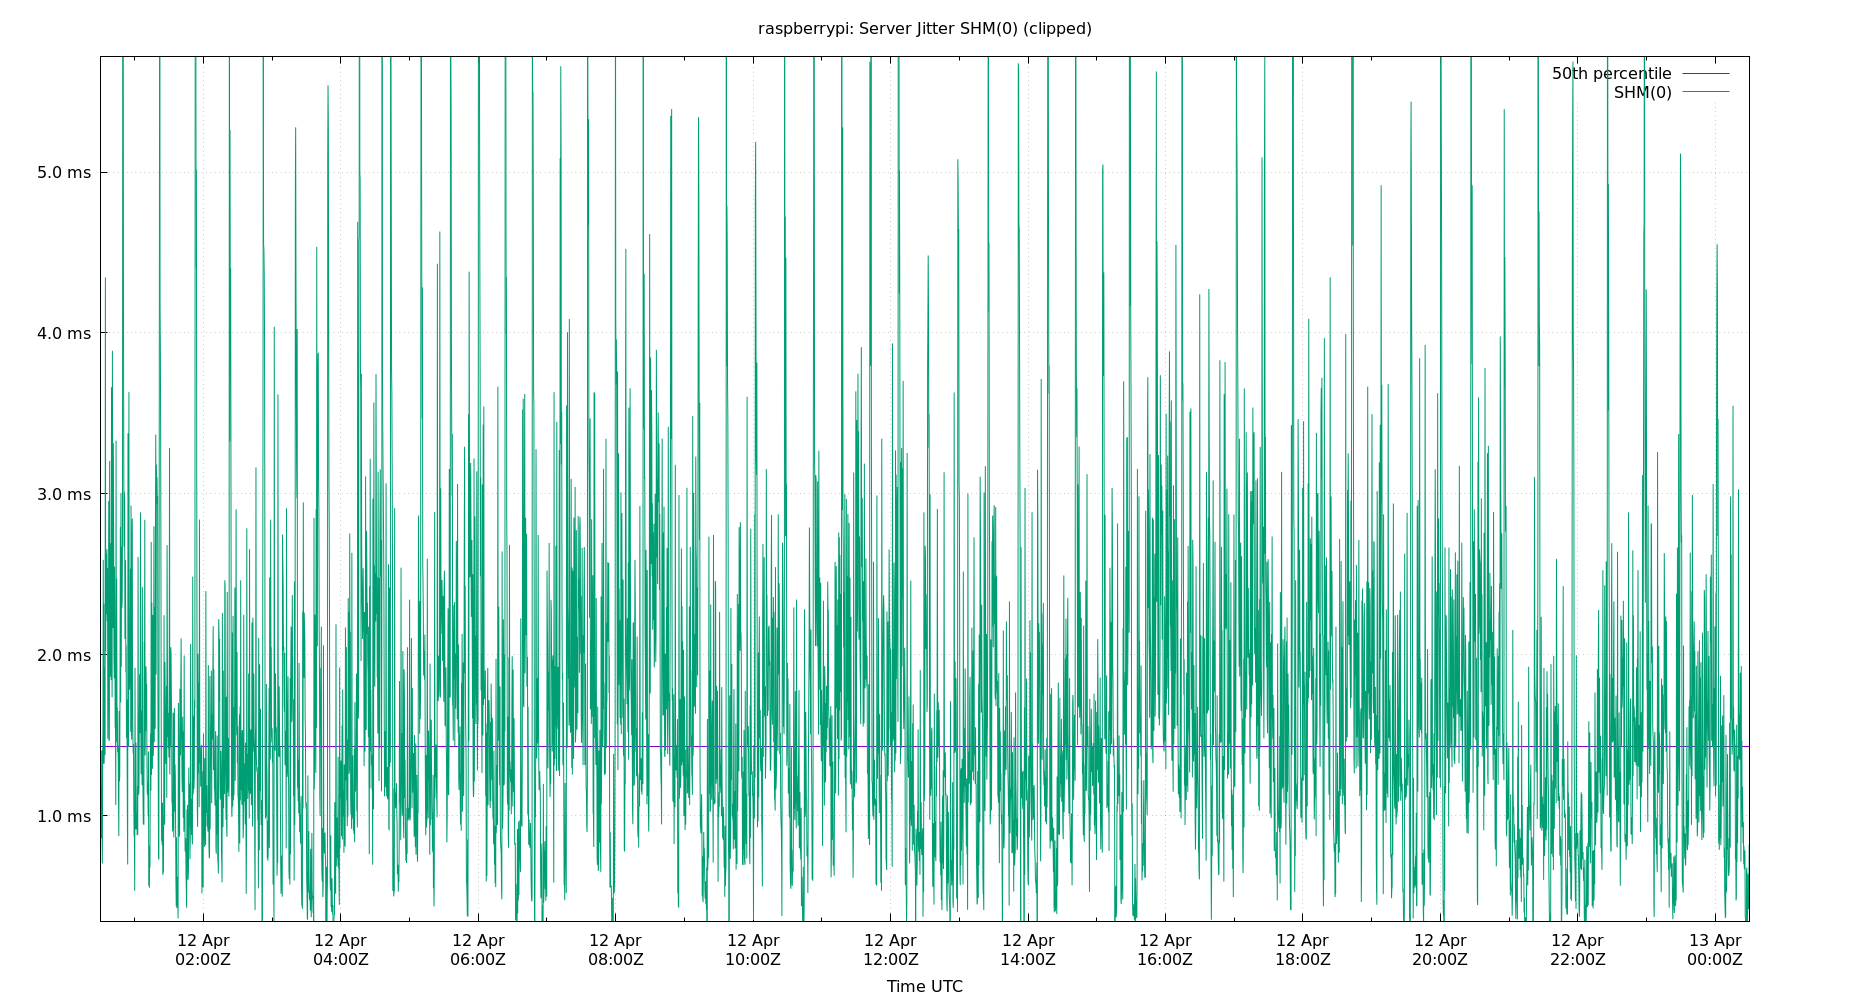 raspberrypi: Server Jitter SHM(0) (clipped)
50th percentile
SHM(0)
5.0 ms
4.0 ms
3.0 ms
2.0 ms
1.0 ms
12 Apr 12 Apr 12 Apr 12 Apr 12 Apr 12 Apr 12 Apr 12 Apr 12 Apr 12 Apr 12 Apr 13 Apr
02:00Z 04:00Z 06:00Z 08:00Z 10:00Z 12:00Z 14:00Z 16:00Z 18:00Z 20:00Z 22:00Z 00:00Z
Time UTC